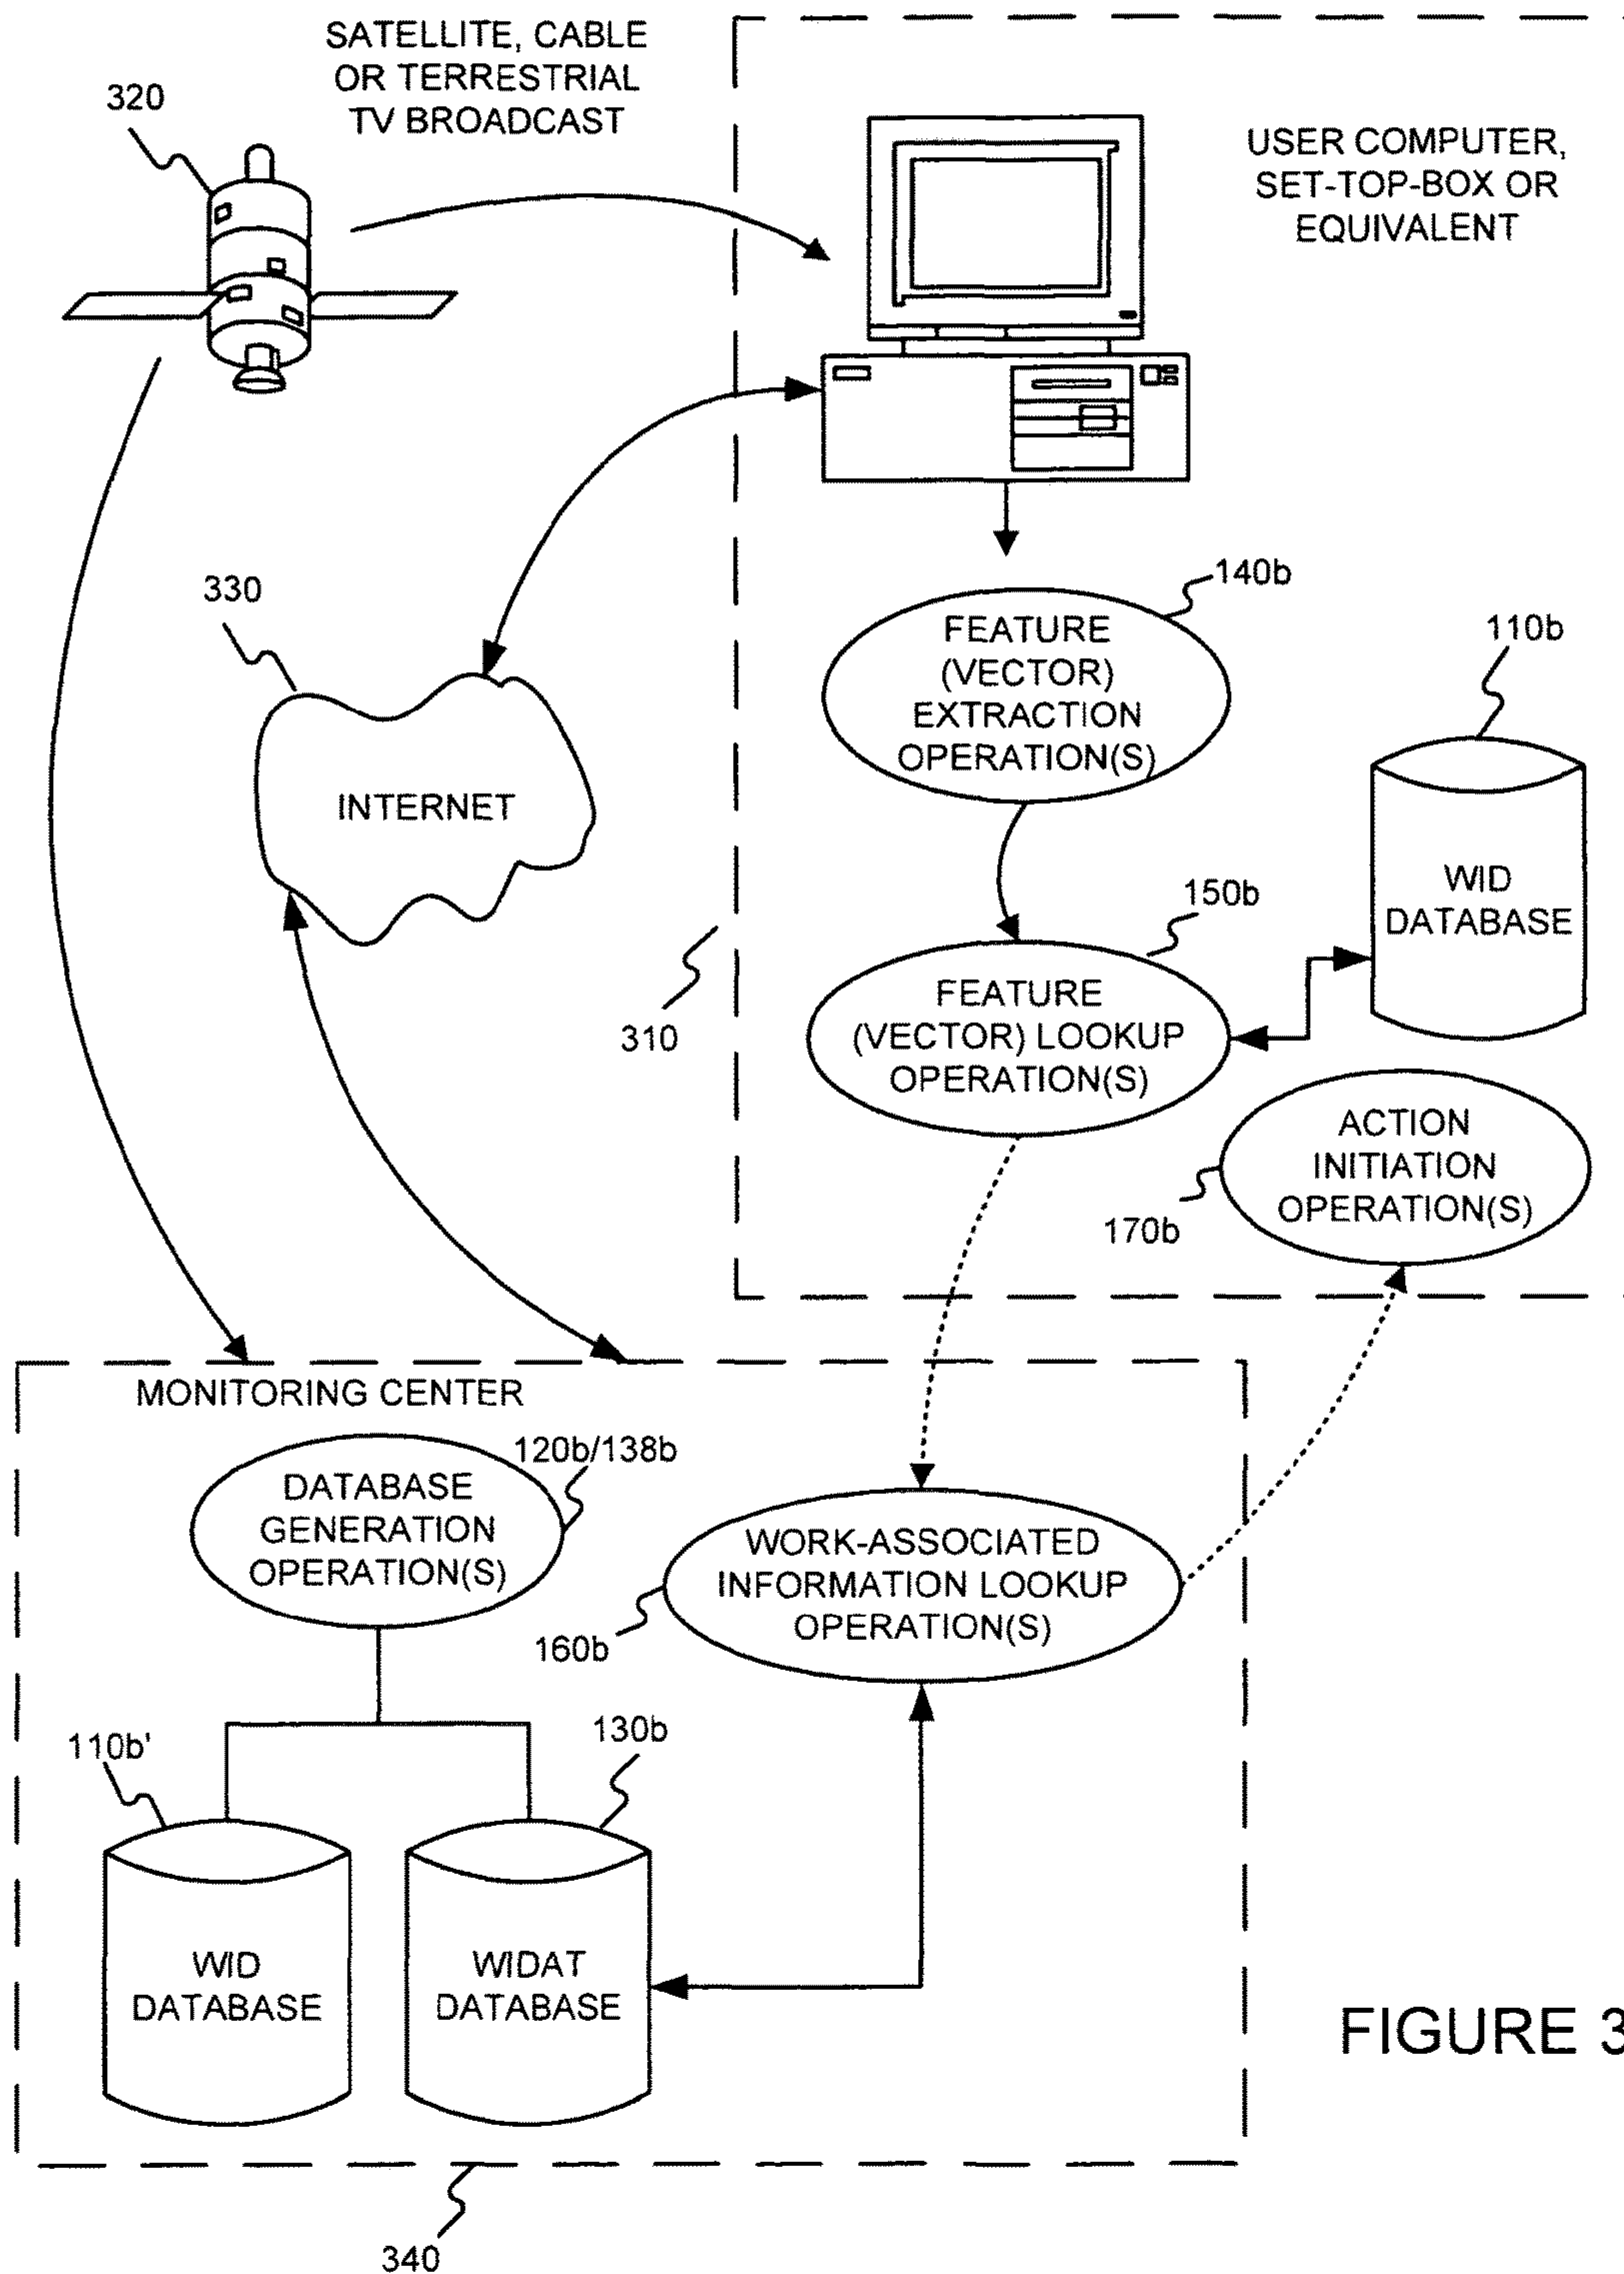 SATELLITE, CABLE
OR TERRESTRIAL
TV BROADCAST
320
USER COMPUTER,
SET-TOP-BOX OR
EQUIVALENT
330
INTERNET
140b
FEATURE
(VECTOR)
EXTRACTION
OPERATION(S)
110b
WID
DATABASE
150b
FEATURE
(VECTOR) LOOKUP
OPERATION(S)
310
ACTION
INITIATION
OPERATION(S)
170b
MONITORING CENTER
120b/138b
DATABASE
GENERATION
OPERATION(S)
WORK-ASSOCIATED
INFORMATION LOOKUP
OPERATION(S)
160b
110b'
130b
WID
DATABASE
WIDAT
DATABASE
FIGURE 3
340